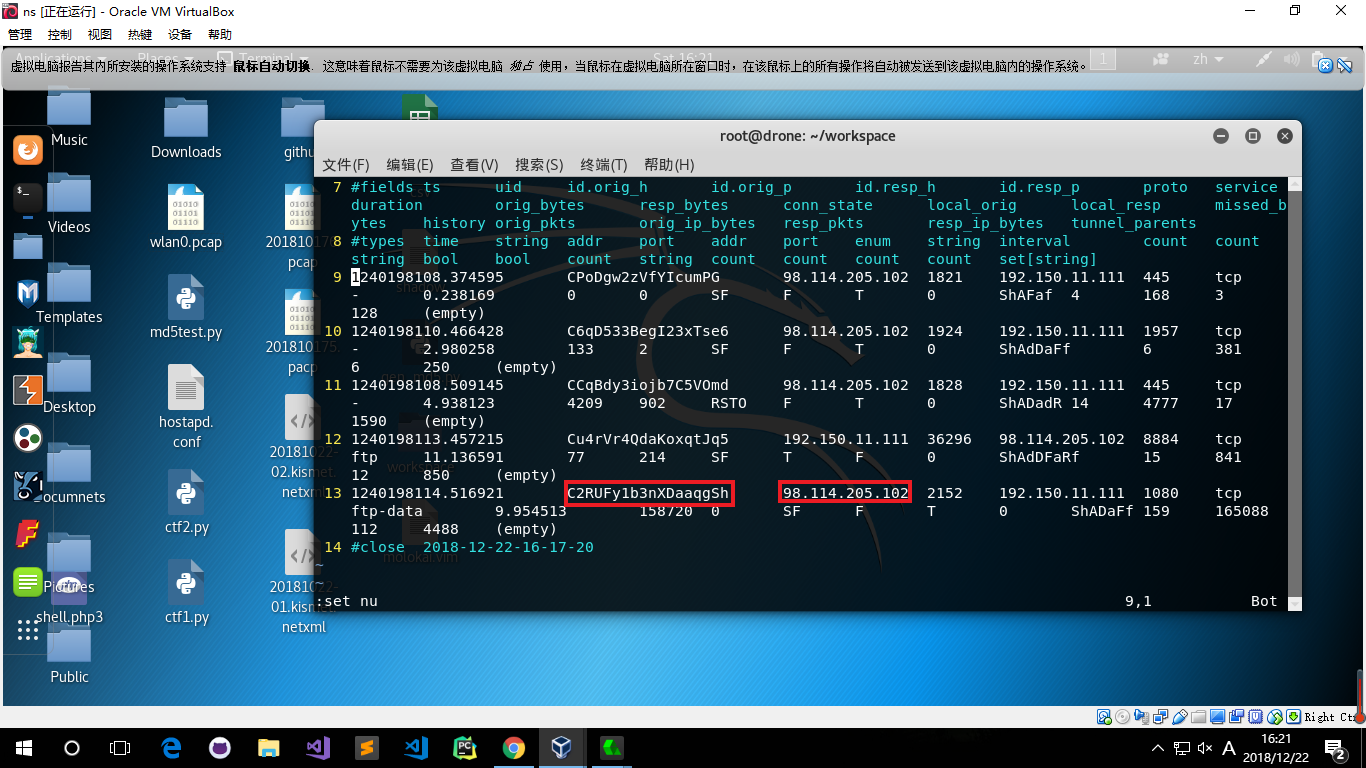 ns [正在运行] - Oracle VM VirtualBox
管理 控制 视图 热键 设备 帮助
虚拟电脑报告其内所安装的操作系统支持 鼠标自动切换. 这意味着鼠标不需要为该虚拟电脑 独占 使用，当鼠标在虚拟电脑所在窗口时，在该鼠标上的所有操作将自动被发送到该虚拟电脑内的操作系统。
zh
1
Music
Downloads
Videos
wlan0.pcap
Templates
md5test.py
Desktop
hostapd.
conf
ocumnets
ctf2.py
Pictures
shell.php3
ctf1.py
Public
20181022-
01.kismet.
netxml
root@drone: ~/workspace
文件(F) 编辑(E) 查看(V) 搜索(S) 终端(T) 帮助(H)
7 #fields ts uid id.orig_h id.orig_p id.resp_h id.resp_p proto service
duration orig_bytes resp_bytes conn_state local_orig local_resp missed_b
ytes history orig_pkts orig_ip_bytes resp_pkts resp_ip_bytes tunnel_parents
8 #types time string addr port addr port enum string interval count count
string bool bool count string count count count count set[string]
9 1240198108.374595 CPoDgw2zVfYIcumPG 98.114.205.102 1821 192.150.11.111 445 tcp
- 0.238169 0 0 SF F T 0 ShAFaf 4 168 3
128 (empty)
10 1240198110.466428 C6qD533BegI23xTse6 98.114.205.102 1924 192.150.11.111 1957 tcp
- 2.980258 133 2 SF F T 0 ShAdDaFf 6 381
6 250 (empty)
11 1240198108.509145 CCqBdy3iojb7C5VOmd 98.114.205.102 1828 192.150.11.111 445 tcp
- 4.938123 4209 902 RSTO F T 0 ShADadR 14 4777 17
1590 (empty)
12 1240198113.457215 Cu4rVr4QdaKoxqtJq5 192.150.11.111 36296 98.114.205.102 8884 tcp
ftp 11.136591 77 214 SF T F 0 ShAdDFaRf 15 841
12 850 (empty)
13 1240198114.516921 C2RUFy1b3nXDaaqgSh 98.114.205.102 2152 192.150.11.111 1080 tcp
ftp-data 9.954513 158720 0 SF F T 0 ShADaFf 159 165088
112 4488 (empty)
14 #close 2018-12-22-16-17-20
~
~
:set nu 9,1 Bot
Right Ctr
16:21
2018/12/22
2